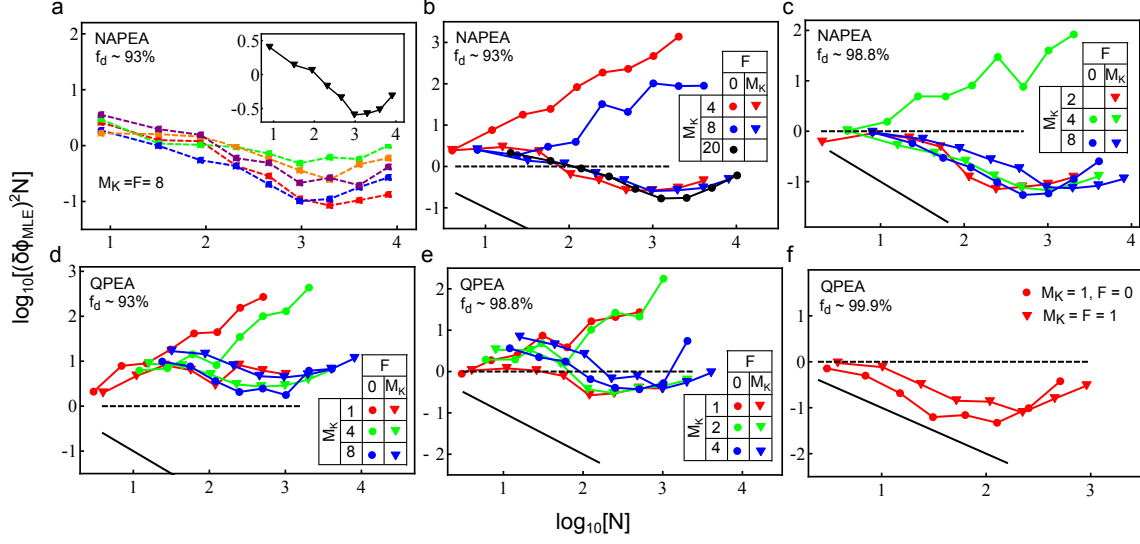 a
NAPEA
f_d ~ 93%
M_K =F= 8
2
1
0
-1
0.5
0
-0.5
1 2 3 4
1 2 3 4
b
NAPEA
f_d ~ 93%
3
2
1
0
-1
F
0 M_K
M_K
4
8
20
1 2 3 4
c
NAPEA
f_d ~ 98.8%
2
1
0
-1
F
0 M_K
M_K
2
4
8
1 2 3 4
log₁₀[(δϕ_MLE)²N]
d
QPEA
f_d ~ 93%
3
2
1
0
-1
F
0 M_K
M_K
1
4
8
1 2 3 4
e
QPEA
f_d ~ 98.8%
2
1
0
-1
-2
F
0 M_K
M_K
1
2
4
1 2 3 4
f
QPEA
f_d ~ 99.9%
2
1
0
-1
-2
M_K = 1, F = 0
M_K = F = 1
1 2 3
log₁₀[N]